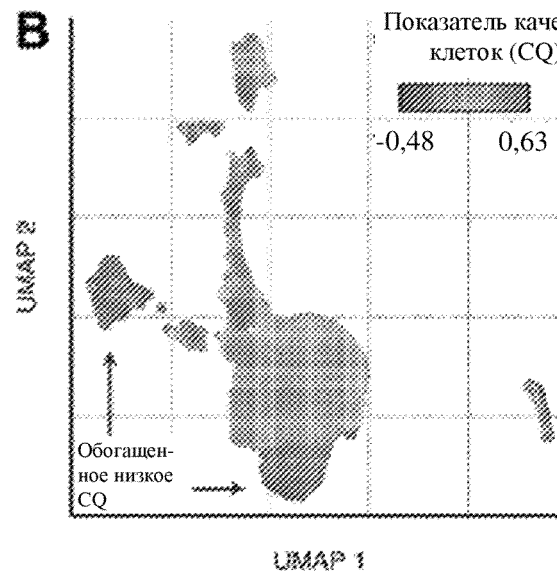 B
Показатель каче
клеток (CQ)
-0,48 0,63
UMAP 2
Обогащен-
ное низкое
CQ
UMAP 1